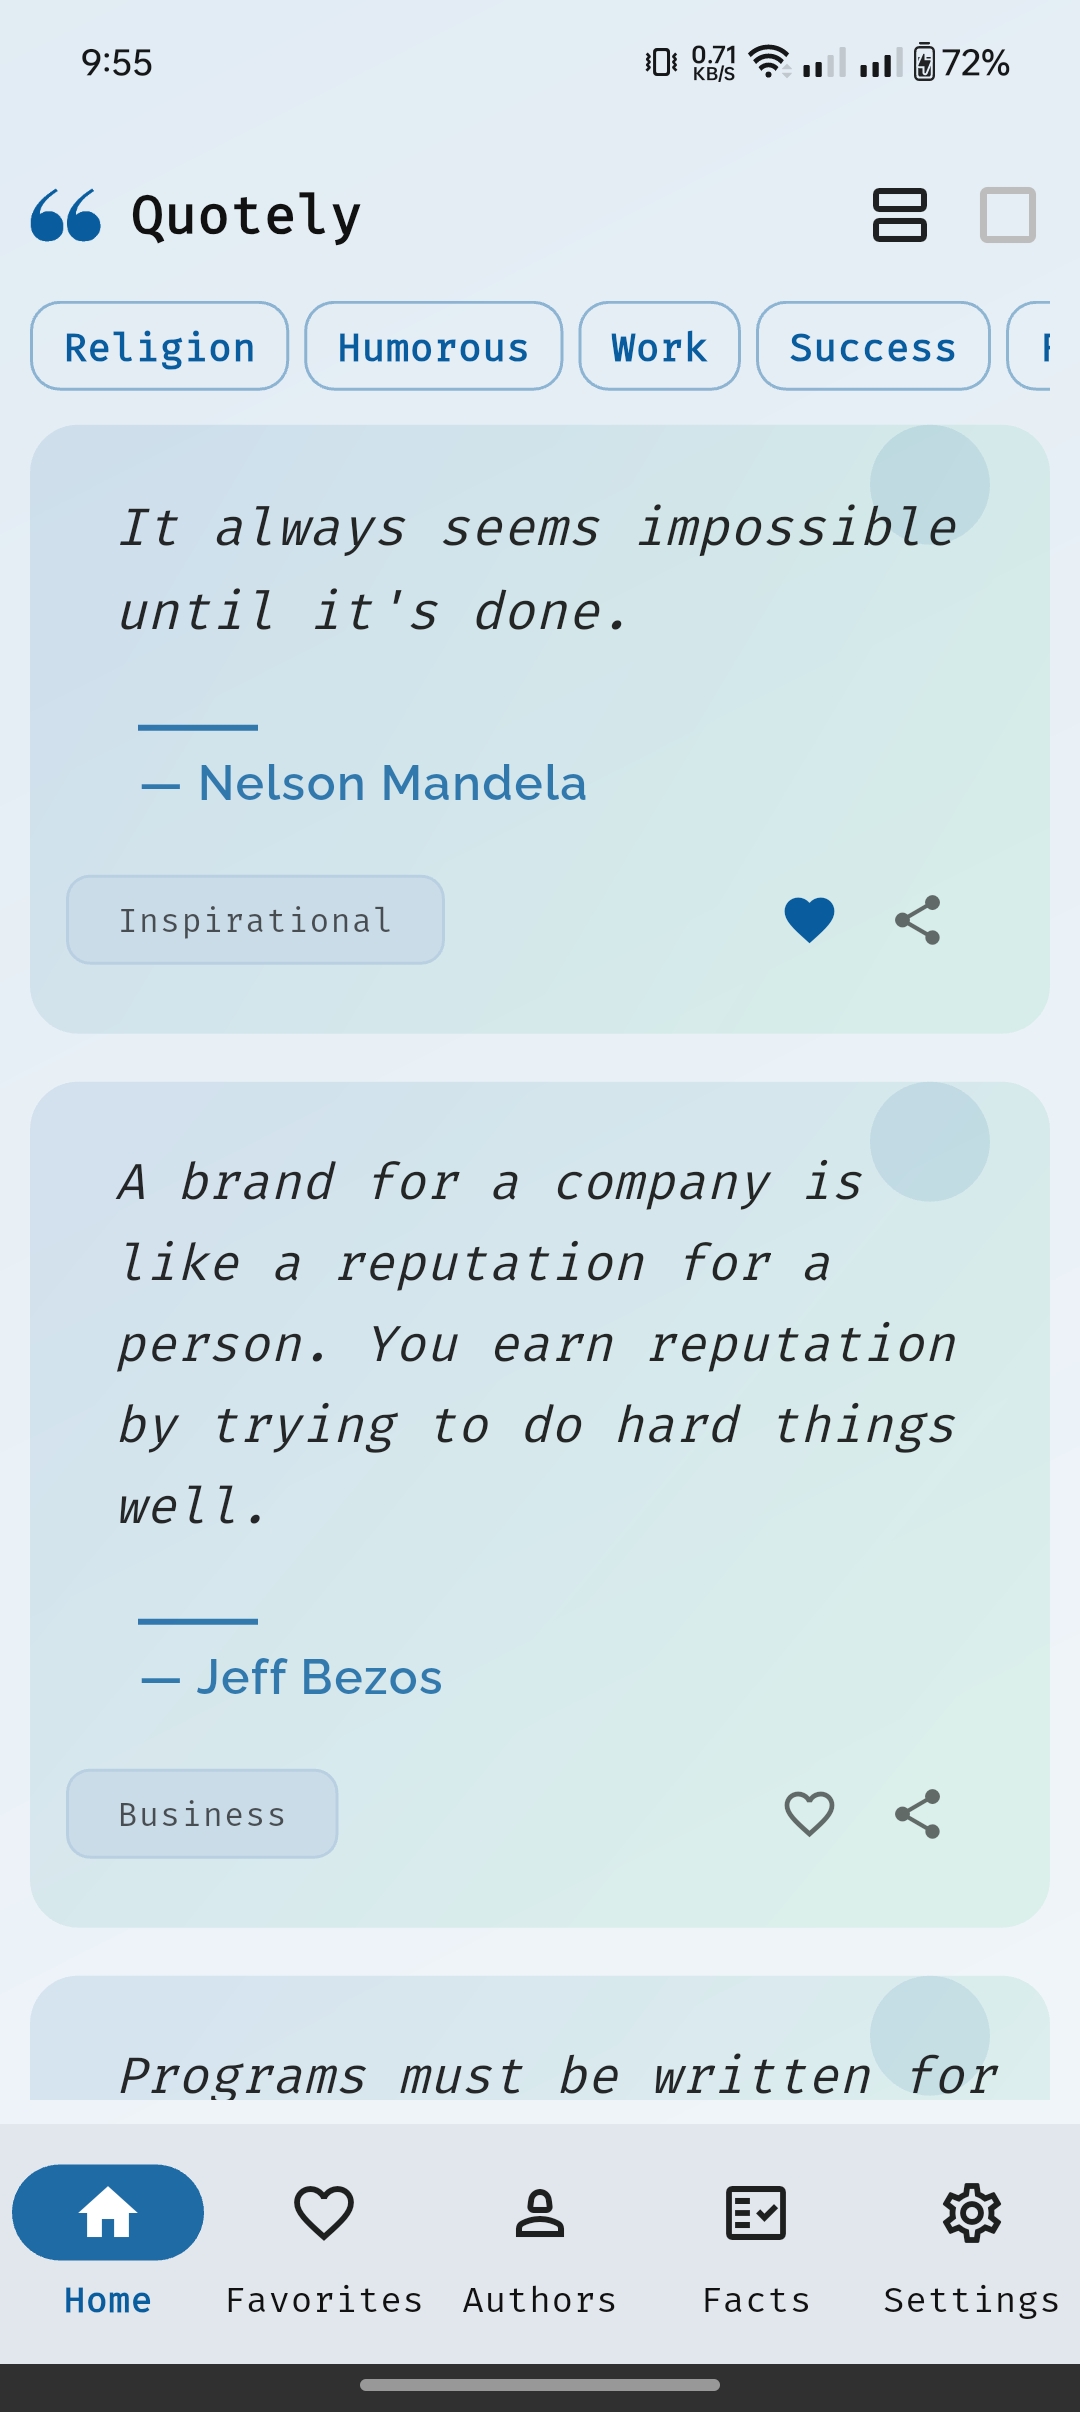 9:55
0.71
KB/S
72%
Quotely
Religion
Humorous
Work
Success
It always seems impossible
until it's done.
— Nelson Mandela
Inspirational
A brand for a company is
like a reputation for a
person. You earn reputation
by trying to do hard things
well.
— Jeff Bezos
Business
Programs must be written for
Home
Favorites
Authors
Facts
Settings